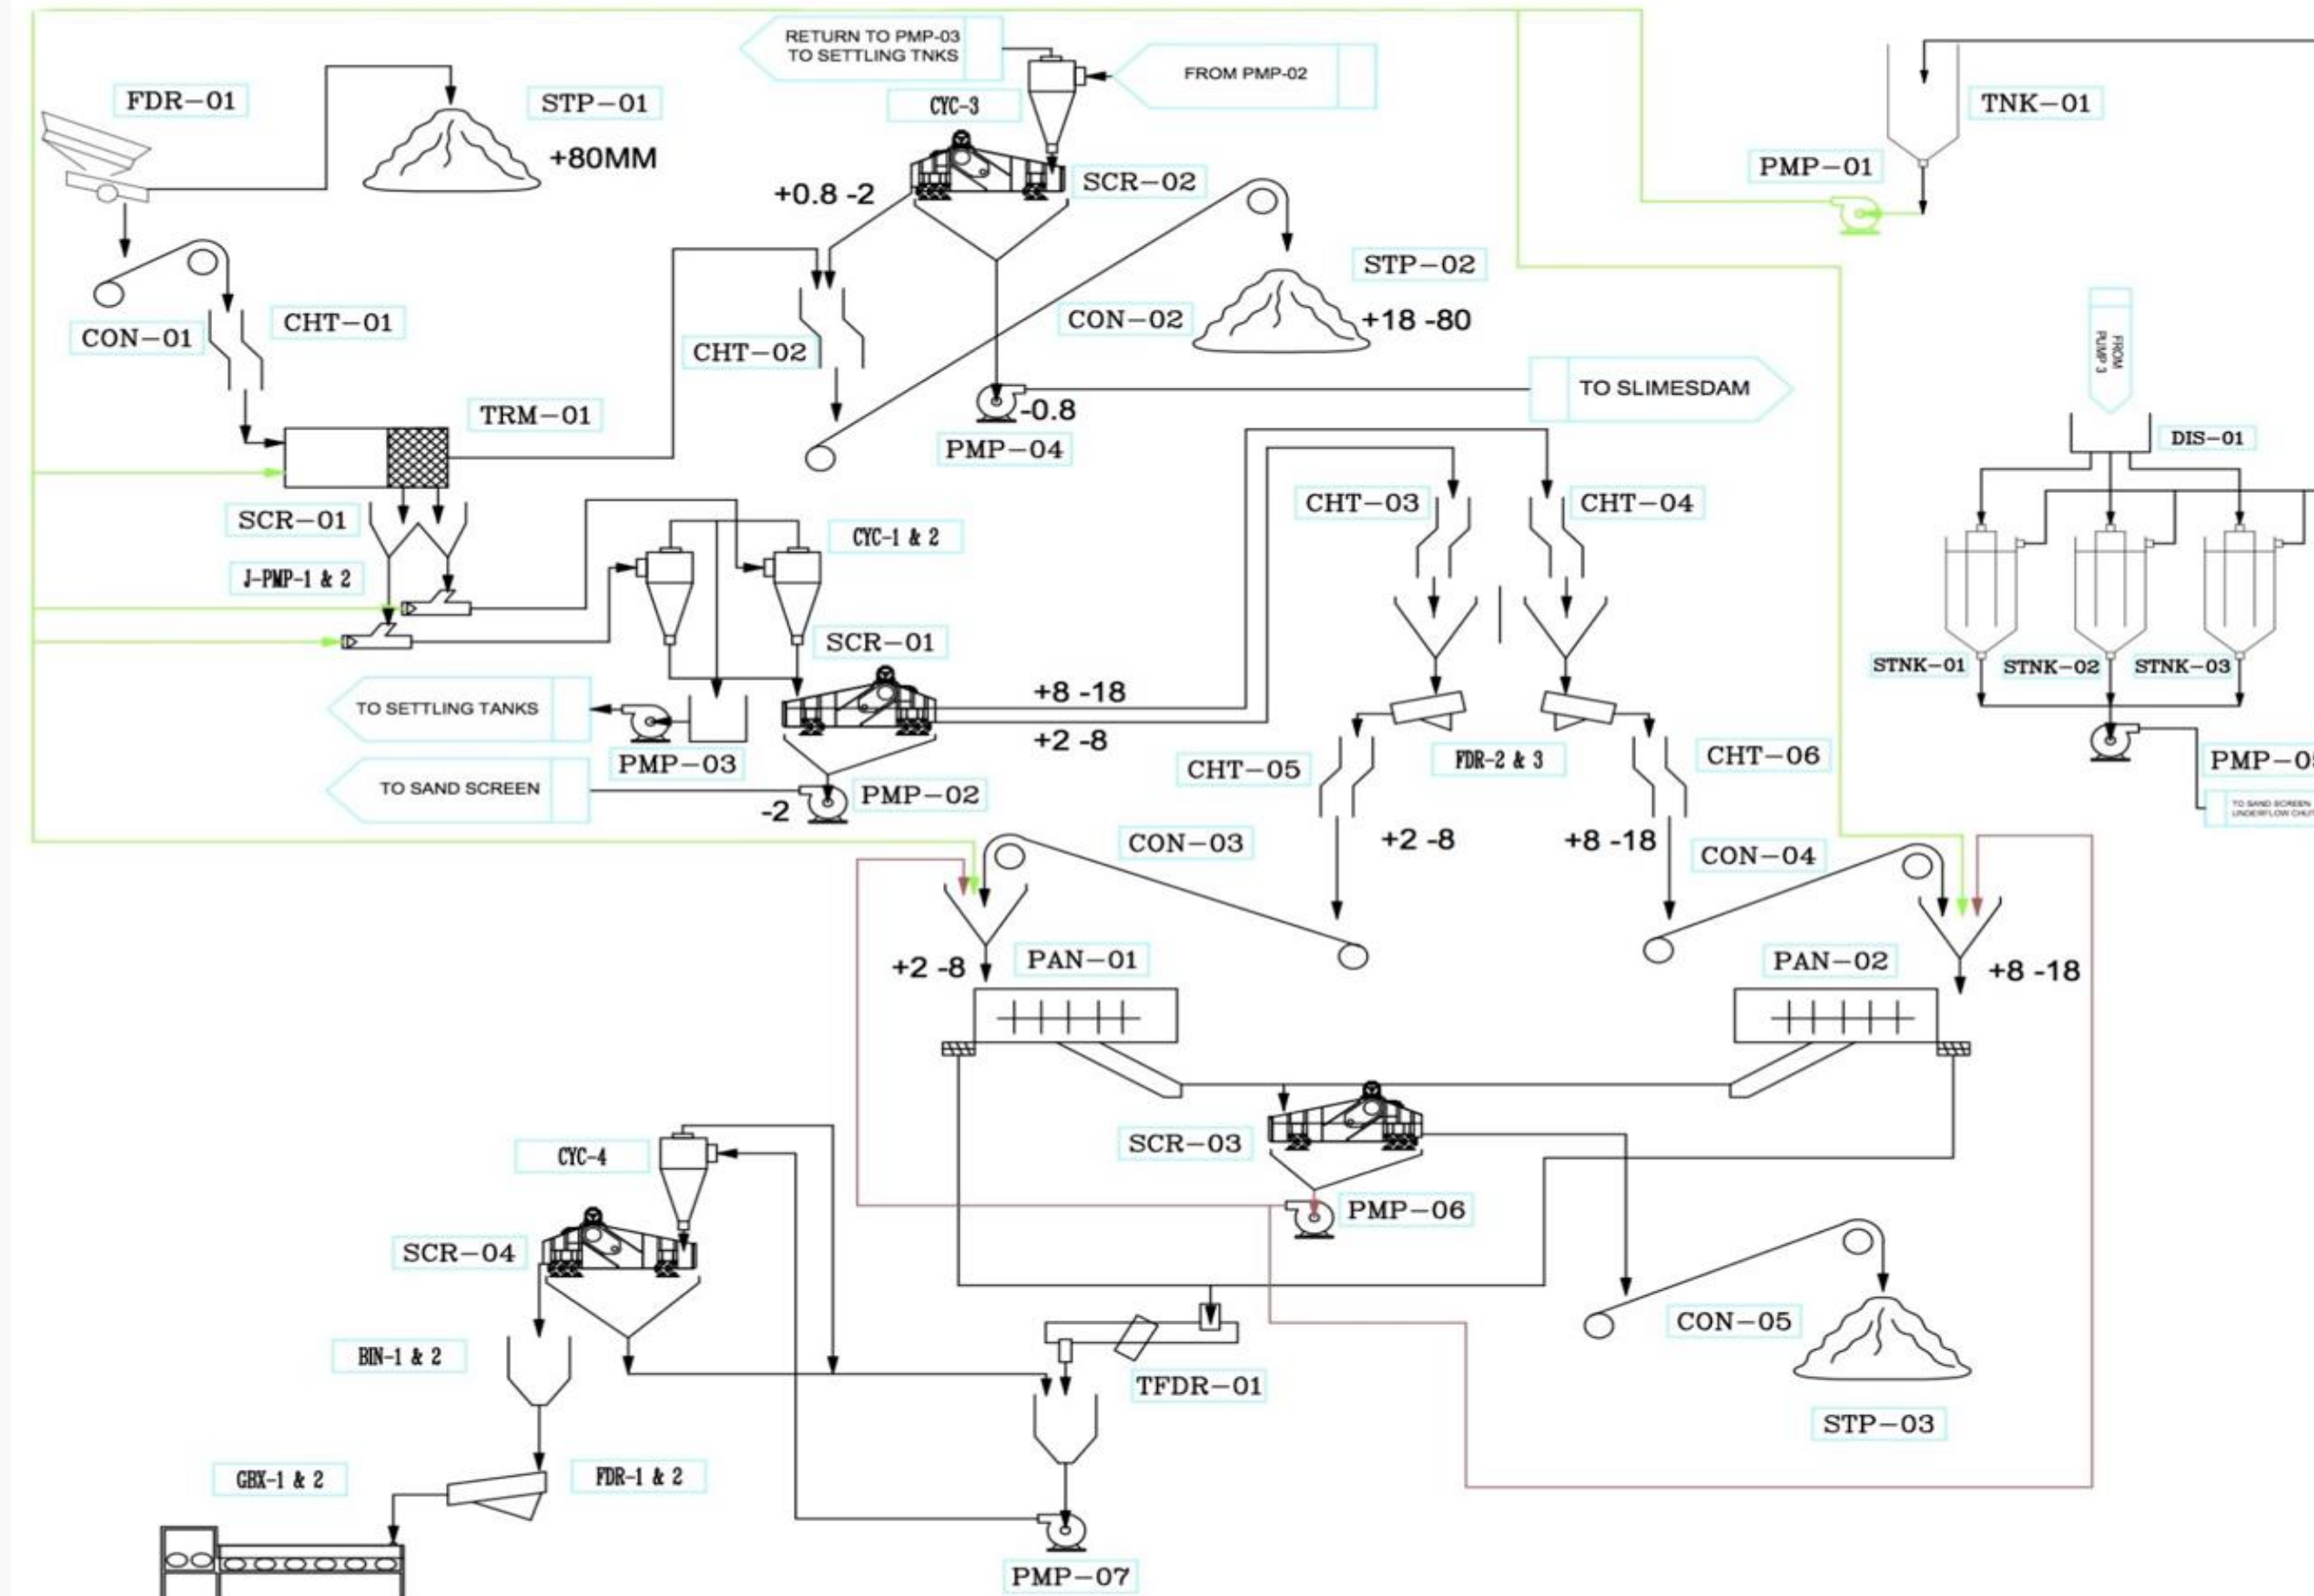 RETURN TO PMP-03
TO SETTLING TNKS
FROM PMP-02
FDR-01
STP-01
+80MM
CYC-3
TNK-01
PMP-01
SCR-02
+0.8 -2
STP-02
+18 -80
CON-01
CHT-01
CON-02
CHT-02
FROM
PUMP 3
TO SLIMESDAM
-0.8
PMP-04
TRM-01
DIS-01
SCR-01
CYC-1 & 2
CHT-03
CHT-04
J-PMP-1 & 2
SCR-01
STNK-01
STNK-02
STNK-03
TO SETTLING TANKS
+8 -18
+2 -8
PMP-03
CHT-05
FDR-2 & 3
CHT-06
TO SAND SCREEN
-2
PMP-02
TO SAND SCREEN
CON-03
+2 -8
+8 -18
CON-04
+2 -8
PAN-01
PAN-02
+8 -18
SCR-03
CYC-4
PMP-06
SCR-04
CON-05
BIN-1 & 2
TFDR-01
STP-03
GBX-1 & 2
FDR-1 & 2
PMP-07